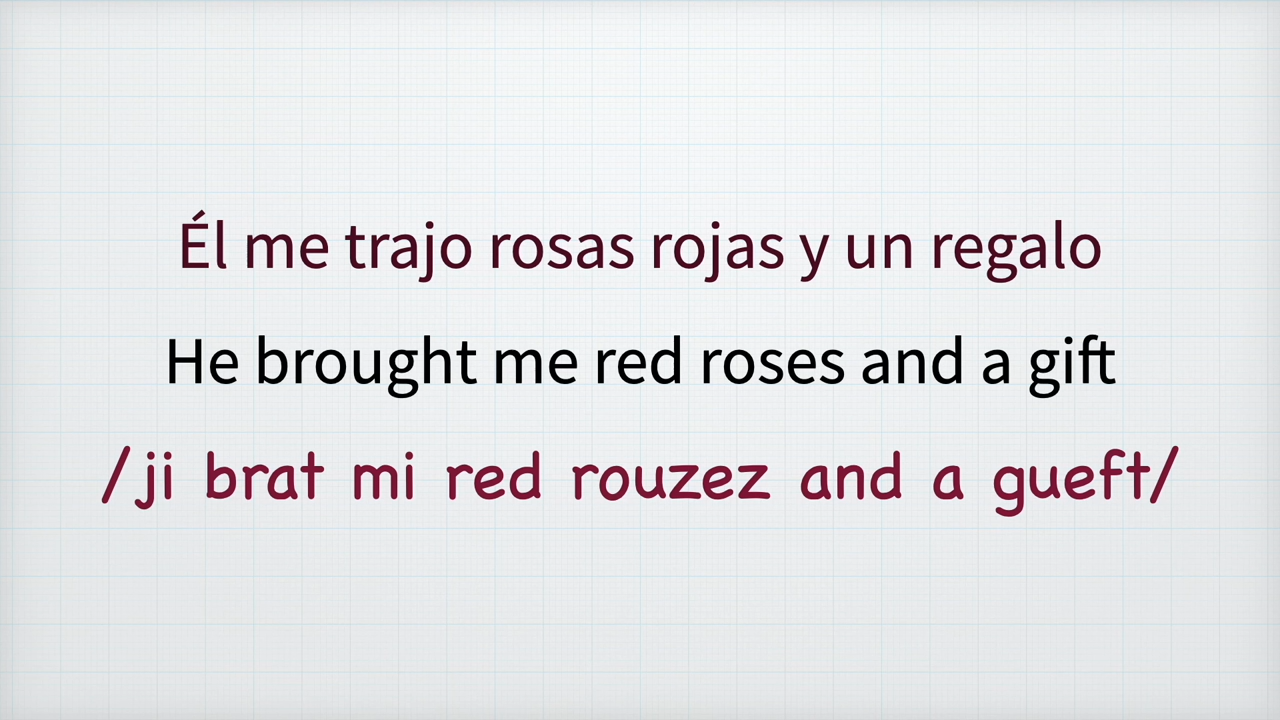 Él me trajo rosas rojas y un regalo
He brought me red roses and a gift
/ji brat mi red rouzez and a gueft/